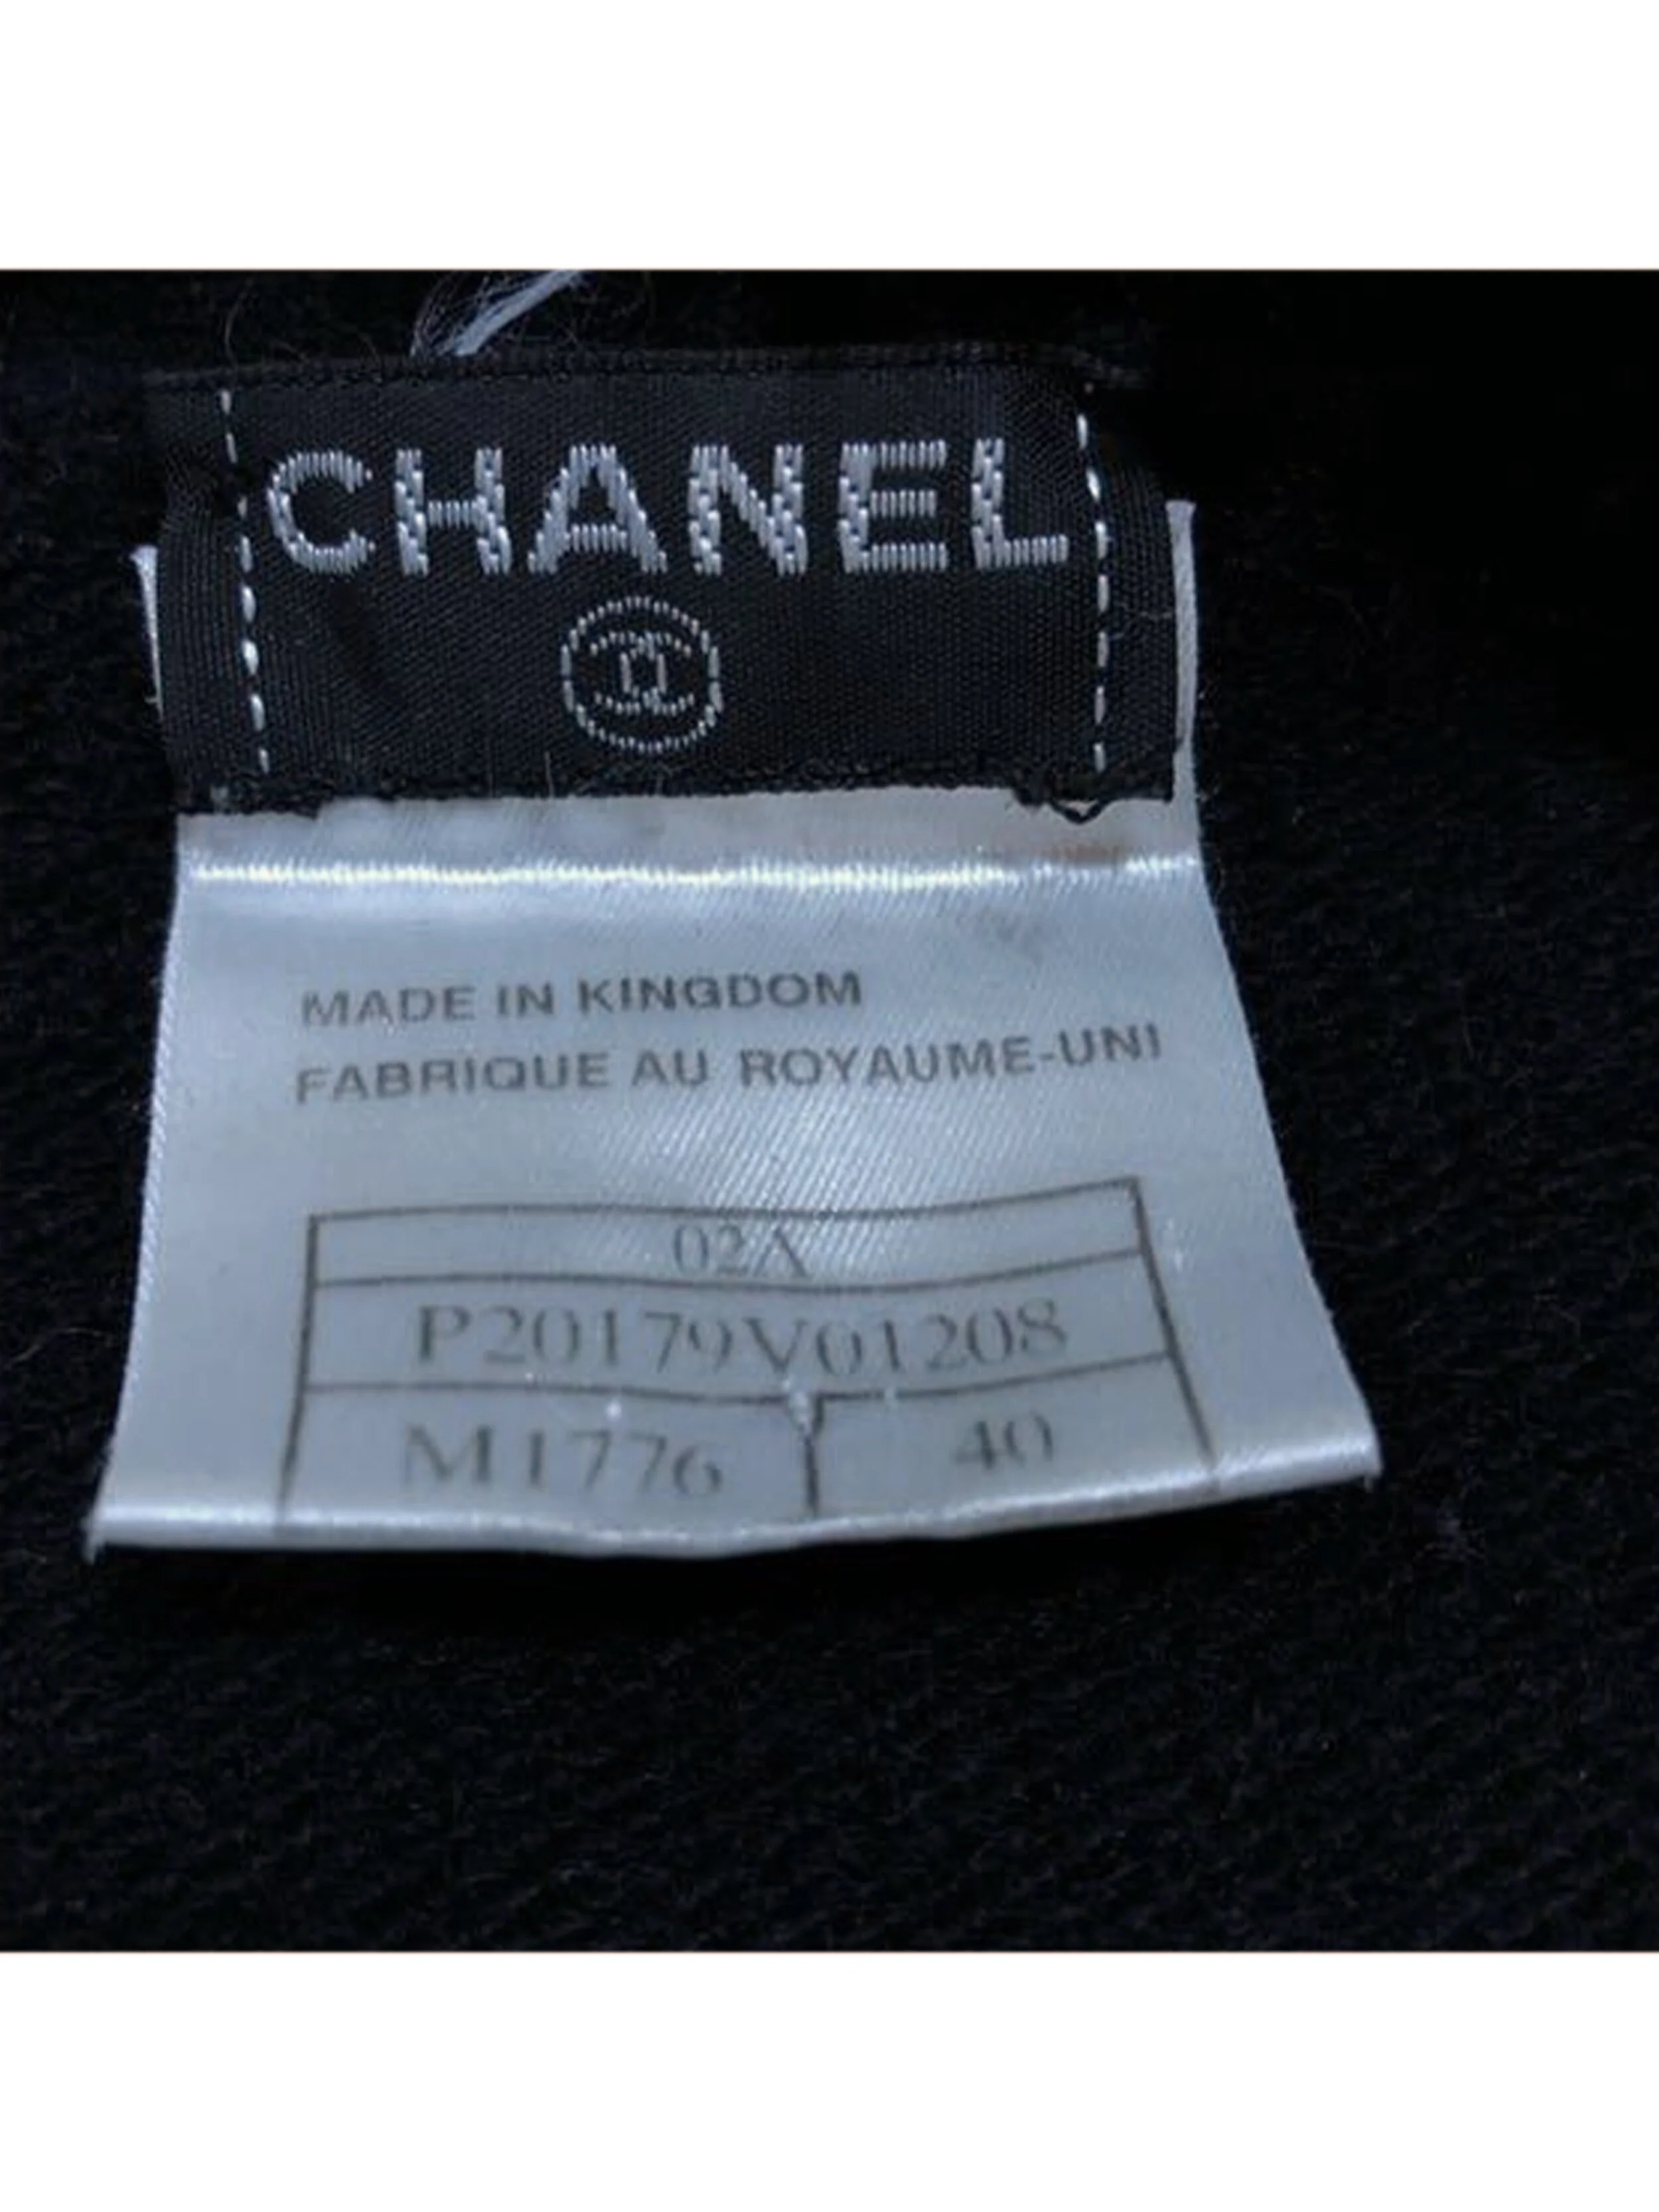 CHANEL
MADE IN KINGDOM
FABRIQUE AU ROYAUME-UNI
02A
P20179V01208
M1776 40